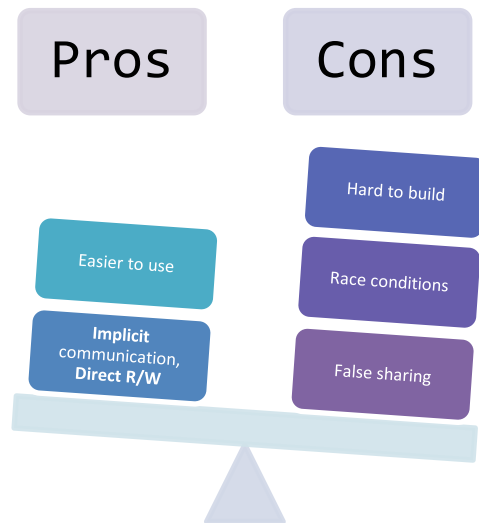 Pros
Cons
Easier to use
Implicit
communication,
Direct R/W
Hard to build
Race conditions
False sharing